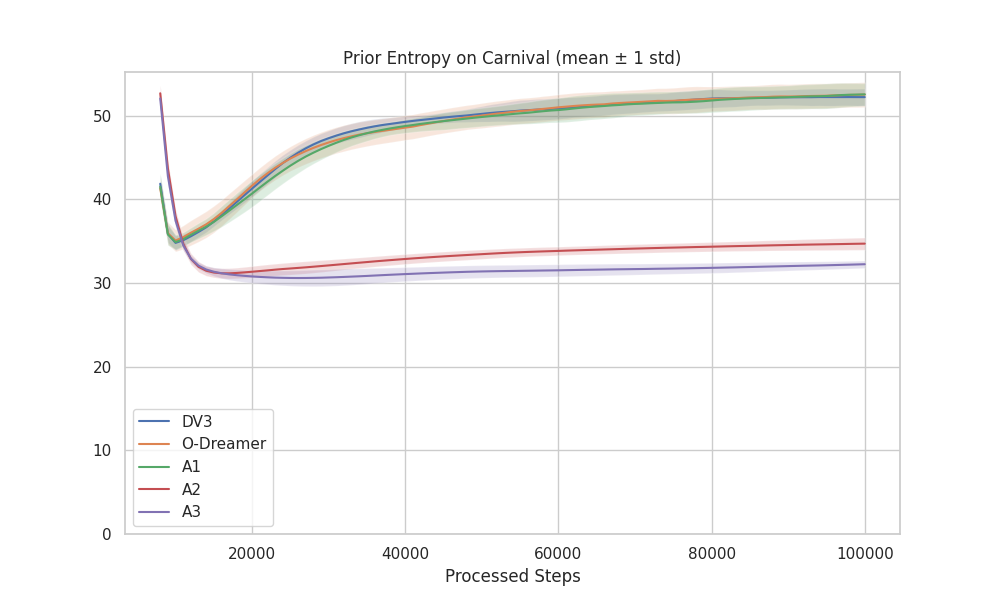 Prior Entropy on Carnival (mean ± 1 std)
50
40
30
20
10
0
DV3
O-Dreamer
A1
A2
A3
20000
40000
60000
80000
100000
Processed Steps